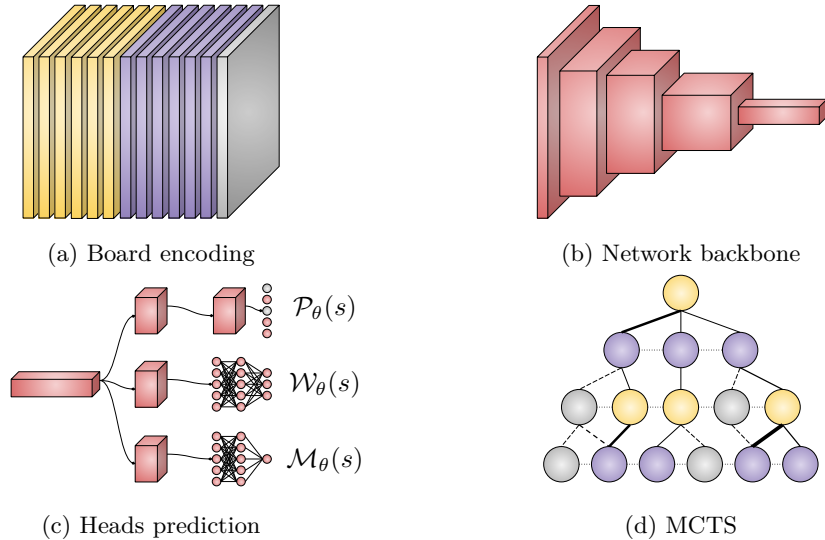 (a) Board encoding
(b) Network backbone
𝒫θ(s)
𝒲θ(s)
ℳθ(s)
(c) Heads prediction
(d) MCTS